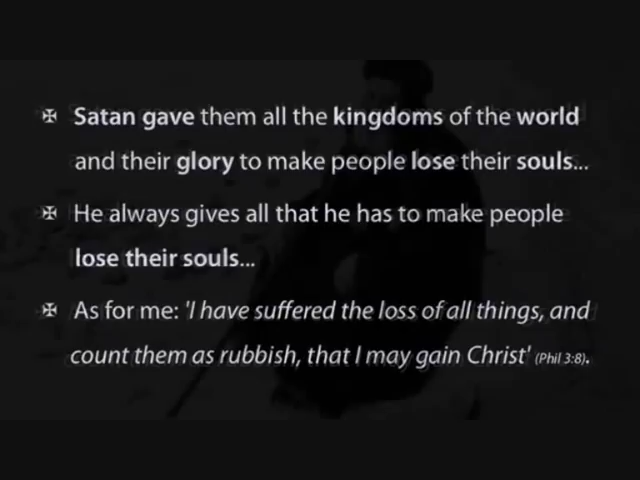 ✠ Satan gave them all the kingdoms of the world
and their glory to make people lose their souls...
✠ He always gives all that he has to make people
lose their souls...
✠ As for me: 'I have suffered the loss of all things, and
count them as rubbish, that I may gain Christ' (Phil 3:8).